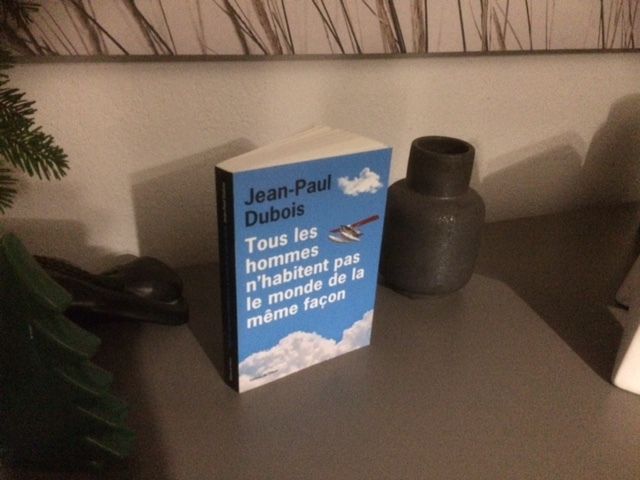 Jean-Paul
Dubois
Tous les
hommes
n'habitent pas
le monde de la
même façon